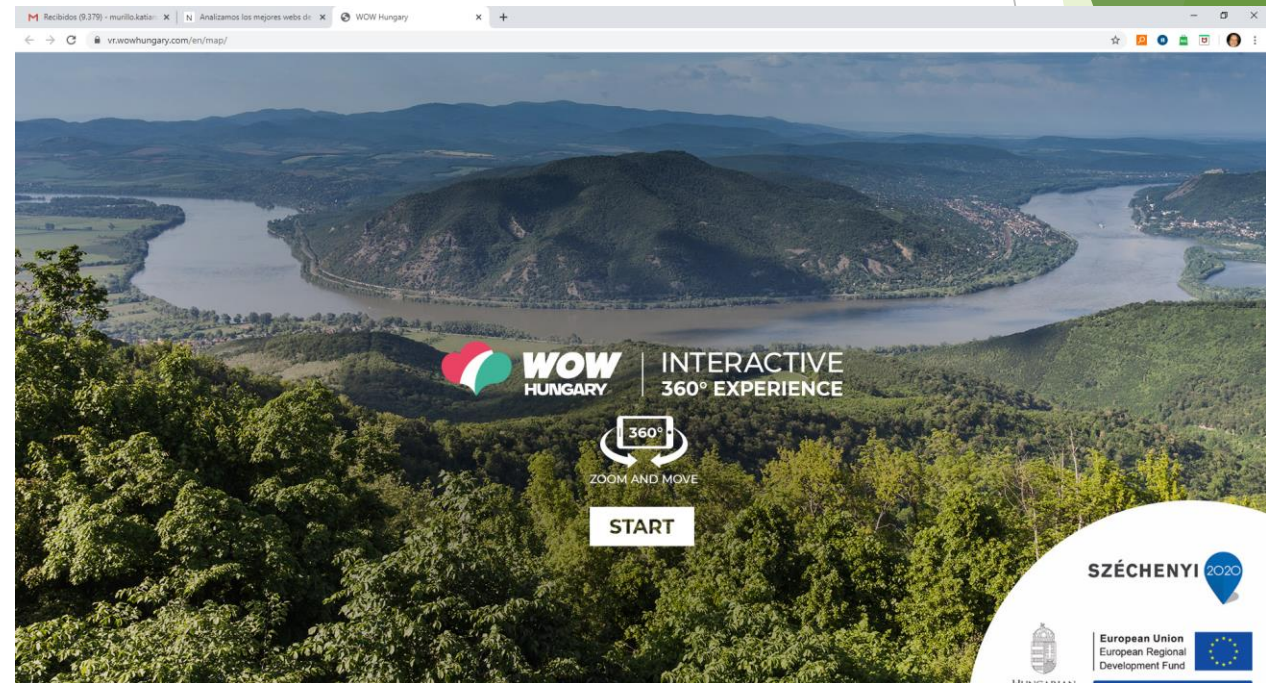 Recibidos (9.379) - murillo.katian
Analizamos los mejores webs de
WOW Hungary
vr.wowhungary.com/en/map/
WOW
HUNGARY
INTERACTIVE
360° EXPERIENCE
360°
ZOOM AND MOVE
START
SZÉCHENYI 2020
European Union
European Regional
Development Fund